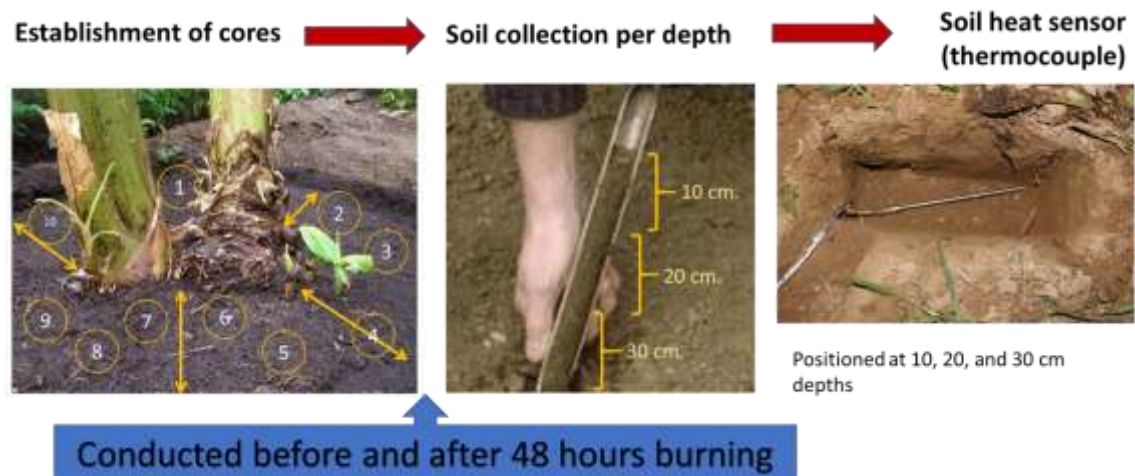 Establishment of cores
Soil collection per depth
Soil heat sensor
(thermocouple)
1
2
3
4
5
6
7
8
9
10
10 cm.
20 cm.
30 cm.
Positioned at 10, 20, and 30 cm
depths
Conducted before and after 48 hours burning